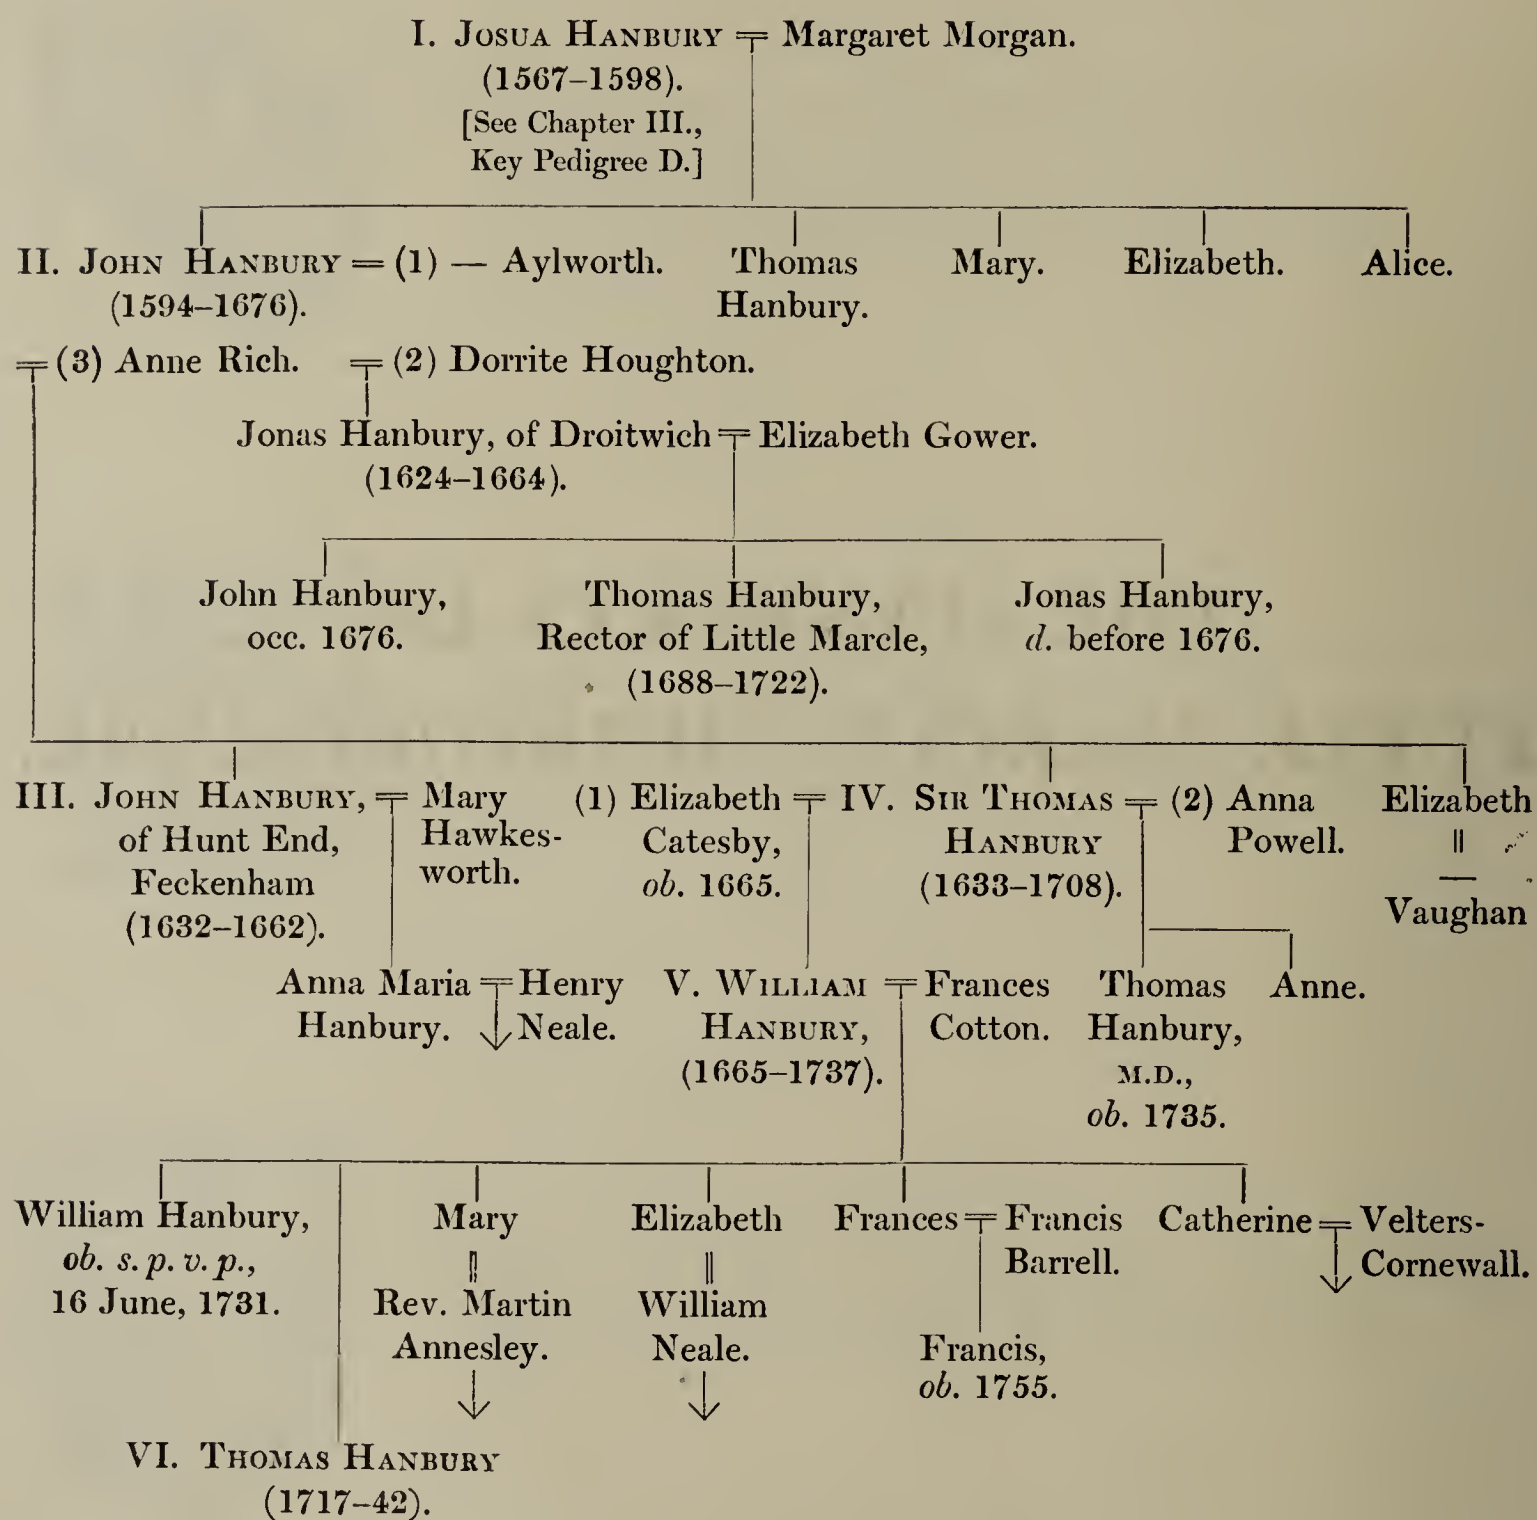 I. JOSUA HANBURY = Margaret Morgan.
(1567–1598).
[See Chapter III.,
Key Pedigree D.]
II. JOHN HANBURY = (1) — Aylworth. Thomas Mary. Elizabeth. Alice.
(1594–1676). Hanbury.
= (3) Anne Rich. = (2) Dorrite Houghton.
Jonas Hanbury, of Droitwich = Elizabeth Gower.
(1624–1664).
John Hanbury, Thomas Hanbury, Jonas Hanbury,
occ. 1676. Rector of Little Marcle, d. before 1676.
(1688–1722).
III. JOHN HANBURY, = Mary (1) Elizabeth = IV. SIR THOMAS = (2) Anna Elizabeth
of Hunt End, Hawkes- Catesby, HANBURY Powell. ||
Feckenham worth. ob. 1665. (1633–1708). —
(1632–1662). Vaughan
Anna Maria = Henry V. WILLIAM = Frances Thomas Anne.
Hanbury. Neale. HANBURY, Cotton. Hanbury,
(1665–1737). M.D.,
ob. 1735.
William Hanbury, Mary Elizabeth Frances = Francis Catherine = Velters-
ob. s. p. v. p., || || Barrell. Cornewall.
16 June, 1731. Rev. Martin William
Annesley. Neale. Francis,
ob. 1755.
VI. THOMAS HANBURY
(1717–42).